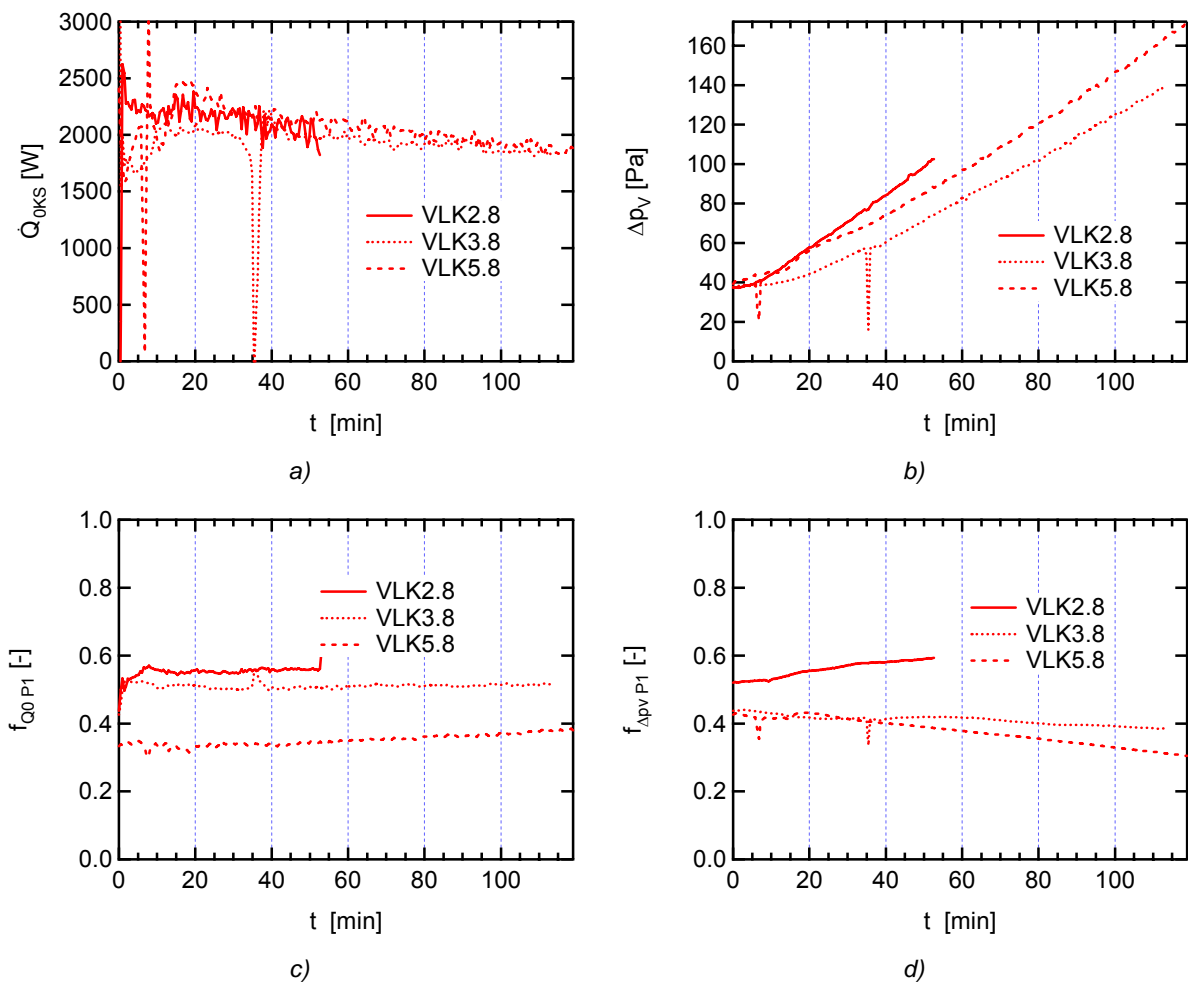 3000
2500
2000
1500
1000
500
0
Q̇0KS [W]
VLK2.8
VLK3.8
VLK5.8
0 20 40 60 80 100
t [min]
a)
160
140
120
100
80
60
40
20
0
ΔpV [Pa]
VLK2.8
VLK3.8
VLK5.8
0 20 40 60 80 100
t [min]
b)
1.0
0.8
0.6
0.4
0.2
0.0
fQ0 P1 [-]
VLK2.8
VLK3.8
VLK5.8
0 20 40 60 80 100
t [min]
c)
1.0
0.8
0.6
0.4
0.2
0.0
fΔpv P1 [-]
VLK2.8
VLK3.8
VLK5.8
0 20 40 60 80 100
t [min]
d)